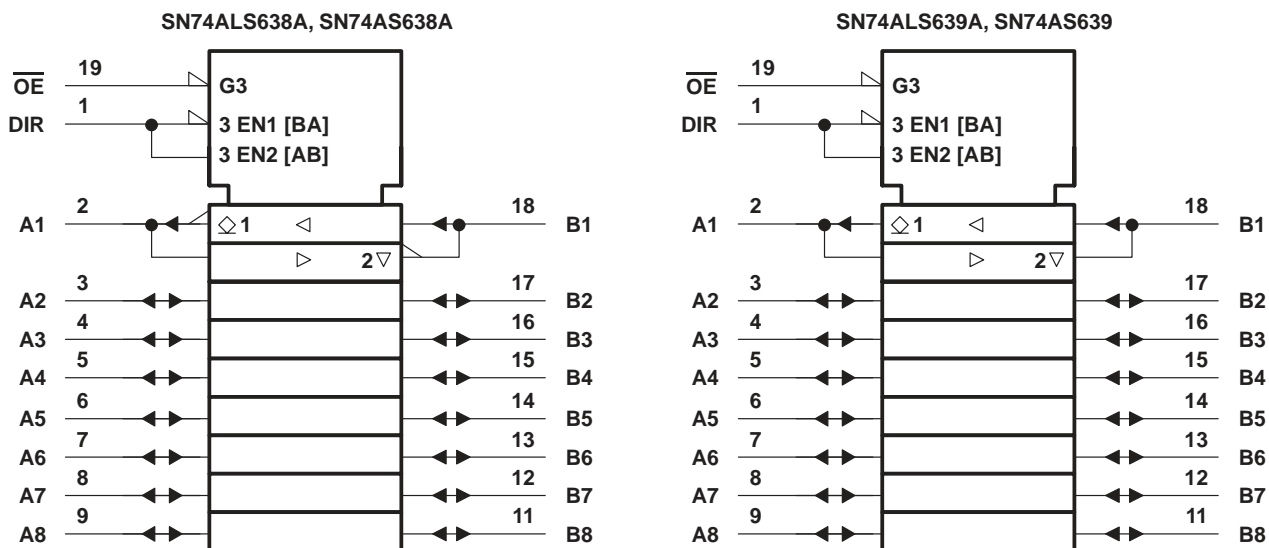 SN74ALS638A, SN74AS638A
OE 19 G3
DIR 1 3 EN1 [BA]
3 EN2 [AB]
A1 2 1 18 B1
2
A2 3 17 B2
A3 4 16 B3
A4 5 15 B4
A5 6 14 B5
A6 7 13 B6
A7 8 12 B7
A8 9 11 B8
SN74ALS639A, SN74AS639
OE 19 G3
DIR 1 3 EN1 [BA]
3 EN2 [AB]
A1 2 1 18 B1
2
A2 3 17 B2
A3 4 16 B3
A4 5 15 B4
A5 6 14 B5
A6 7 13 B6
A7 8 12 B7
A8 9 11 B8